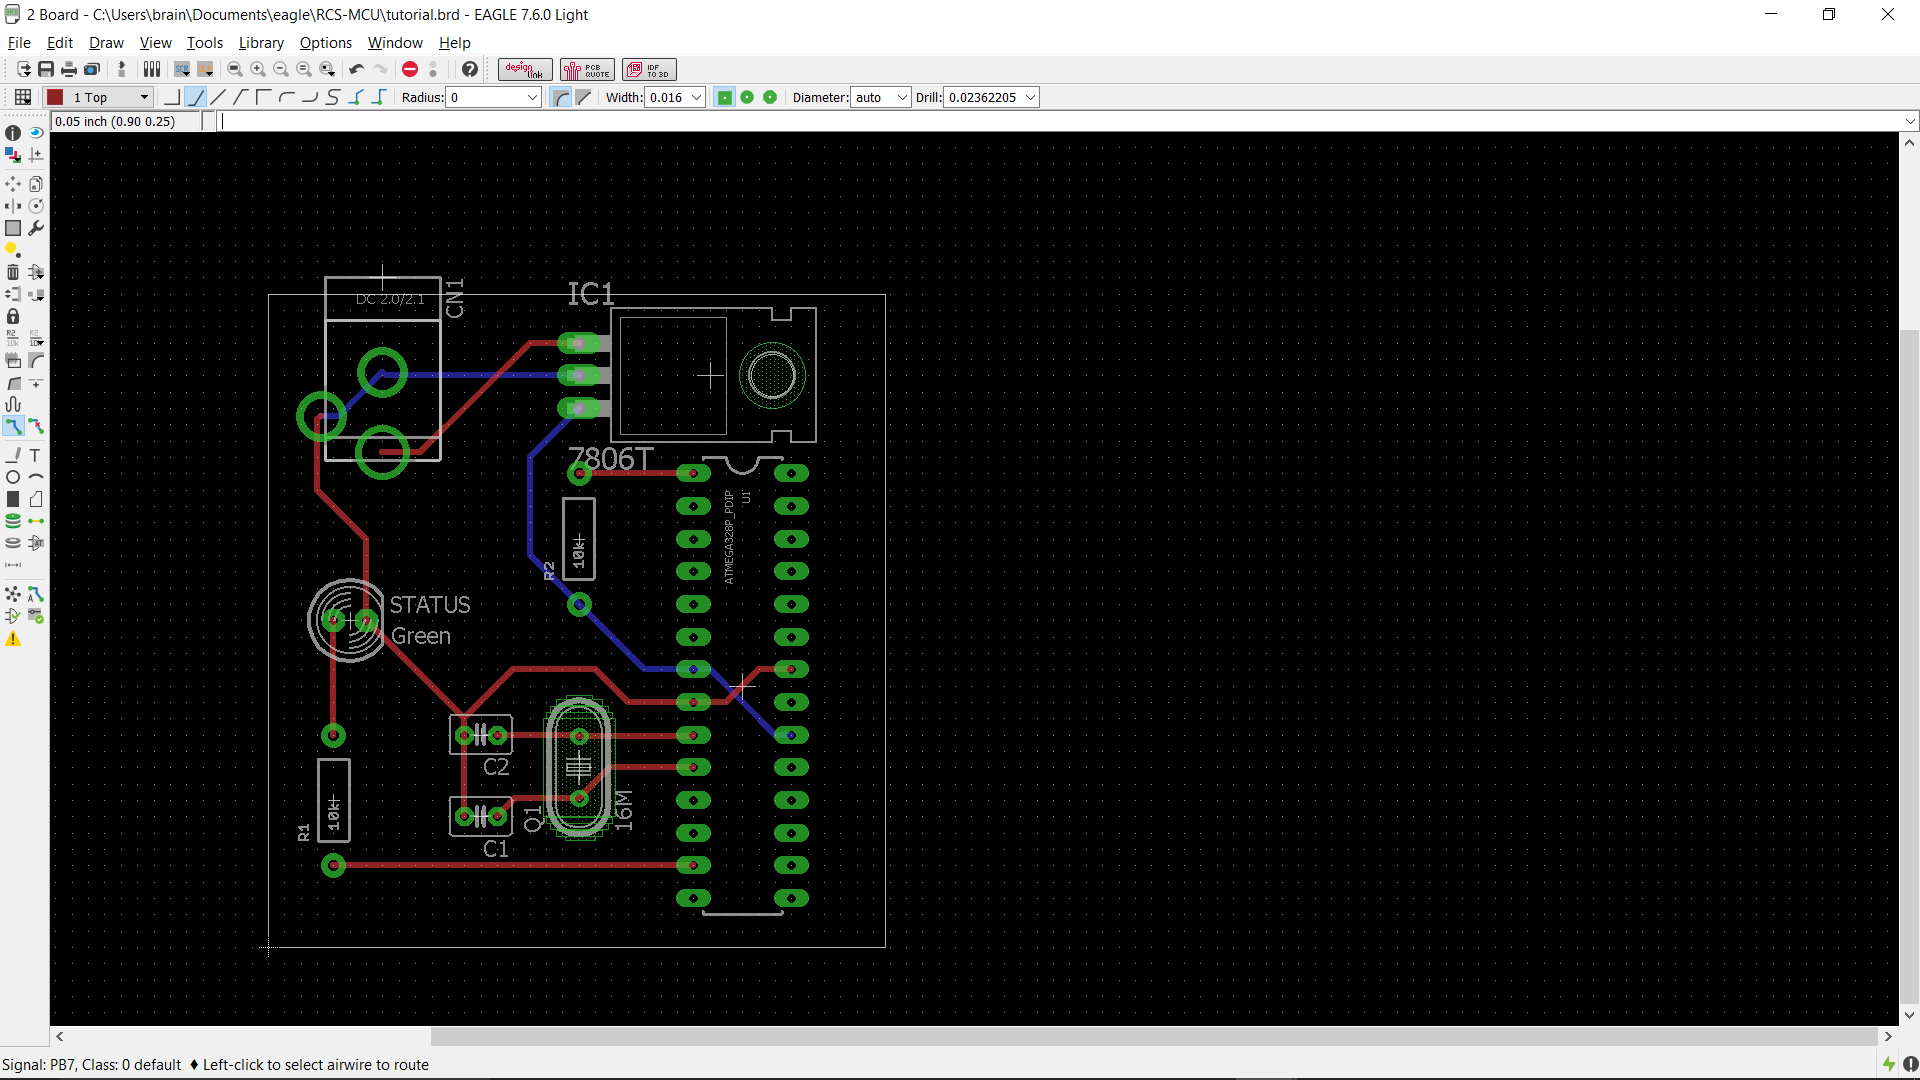 2 Board - C:\Users\brain\Documents\eagle\RCS-MCU\tutorial.brd - EAGLE 7.6.0 Light
File Edit Draw View Tools Library Options Window Help
design link PCB QUOTE IDF TO 3D
1 Top Radius: 0 Width: 0.016 Diameter: auto Drill: 0.02362205
0.05 inch (0.90 0.25)
DC 2.0/2.1
CN1
IC1
7806T
U1
ATMEGA328P_PDIP
10k
R2
STATUS
Green
C2
Q1
16M
10k
R1
C1
Signal: PB7, Class: 0 default ♦ Left-click to select airwire to route